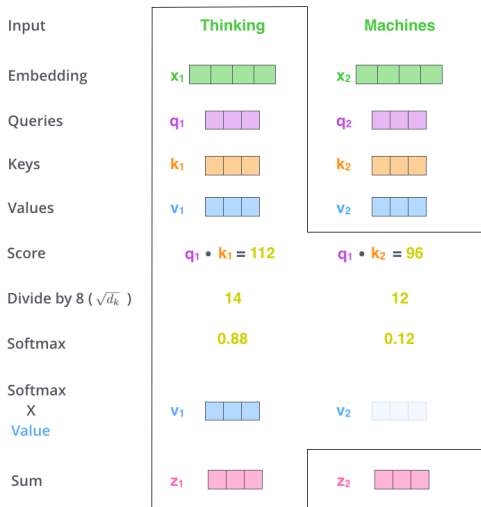 Input Thinking Machines
Embedding x₁ x₂
Queries q₁ q₂
Keys k₁ k₂
Values v₁ v₂
Score q₁ • k₁ = 112 q₁ • k₂ = 96
Divide by 8 ( √dₖ ) 14 12
Softmax 0.88 0.12
Softmax
X
Value v₁ v₂
Sum z₁ z₂